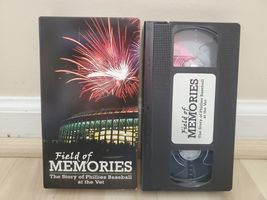 Field of
MEMORIES
The Story of Phillies Baseball
at the Vet
Field of
MEMORIES
The Story of Phillies Baseball
at the Vet